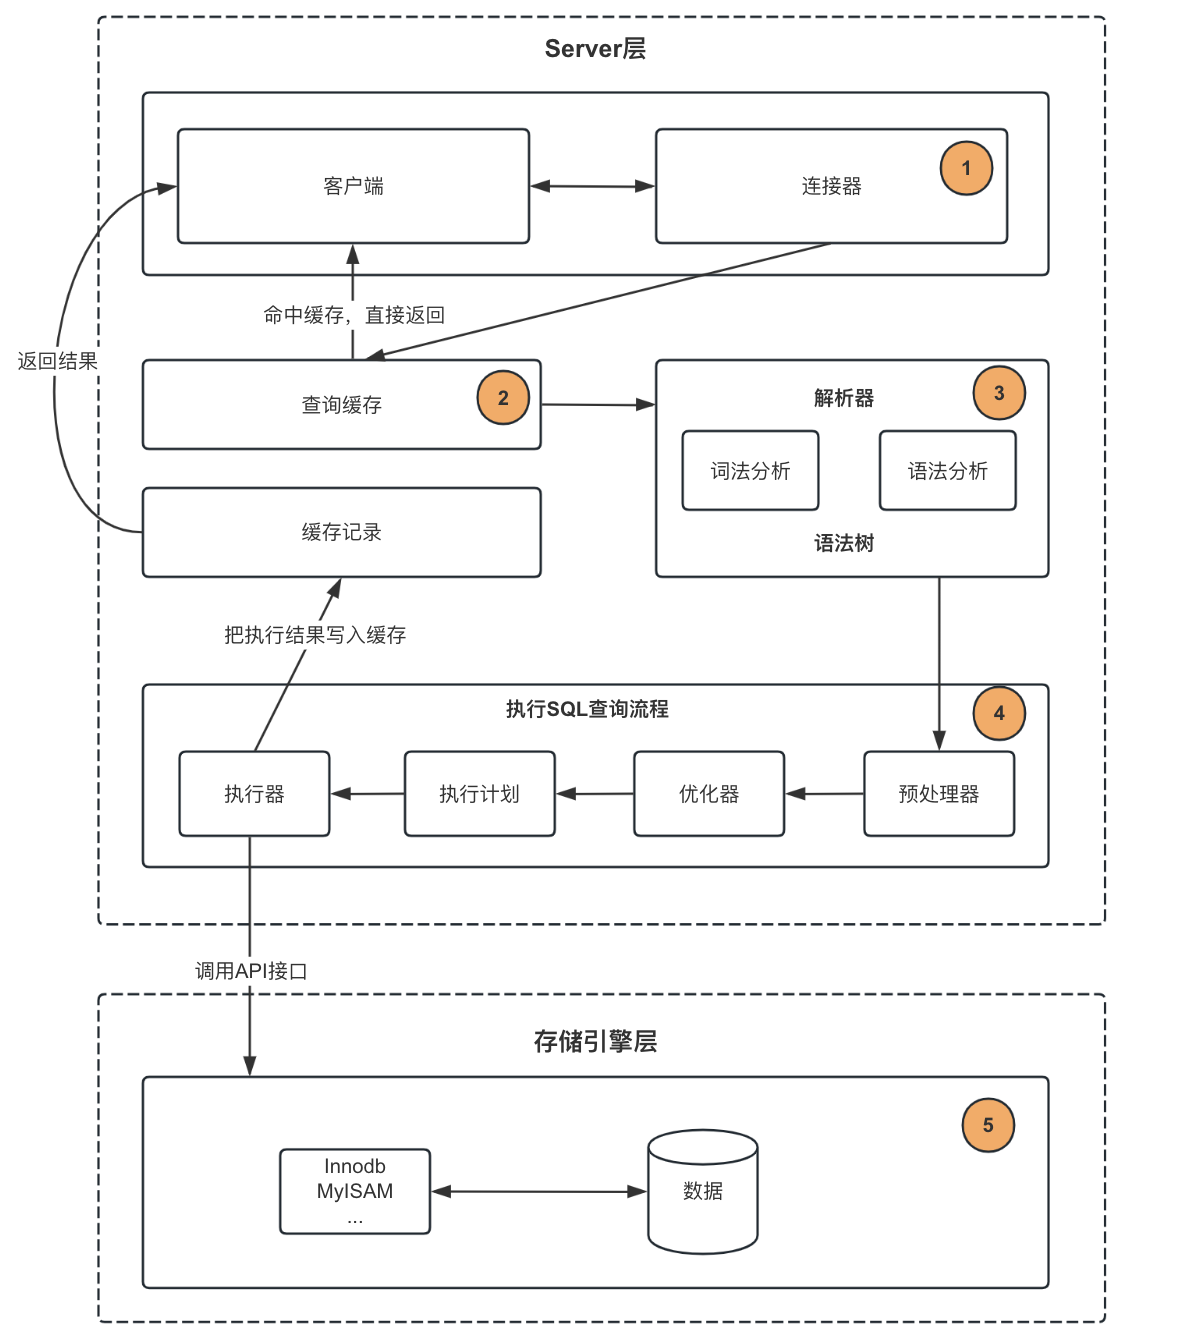 Server层
客户端
连接器
1
命中缓存，直接返回
返回结果
查询缓存
2
解析器
3
词法分析
语法分析
语法树
缓存记录
把执行结果写入缓存
执行SQL查询流程
4
执行器
执行计划
优化器
预处理器
调用API接口
存储引擎层
5
Innodb
MyISAM
...
数据